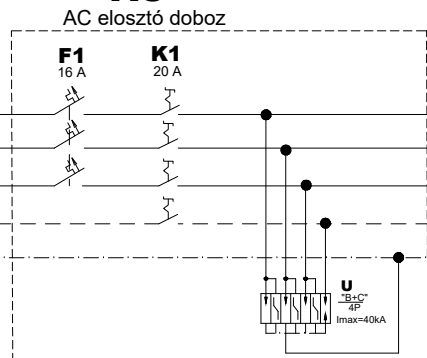 AC elosztó doboz
F1
16 A
K1
20 A
U
"B+C"
4P
Imax=40kA